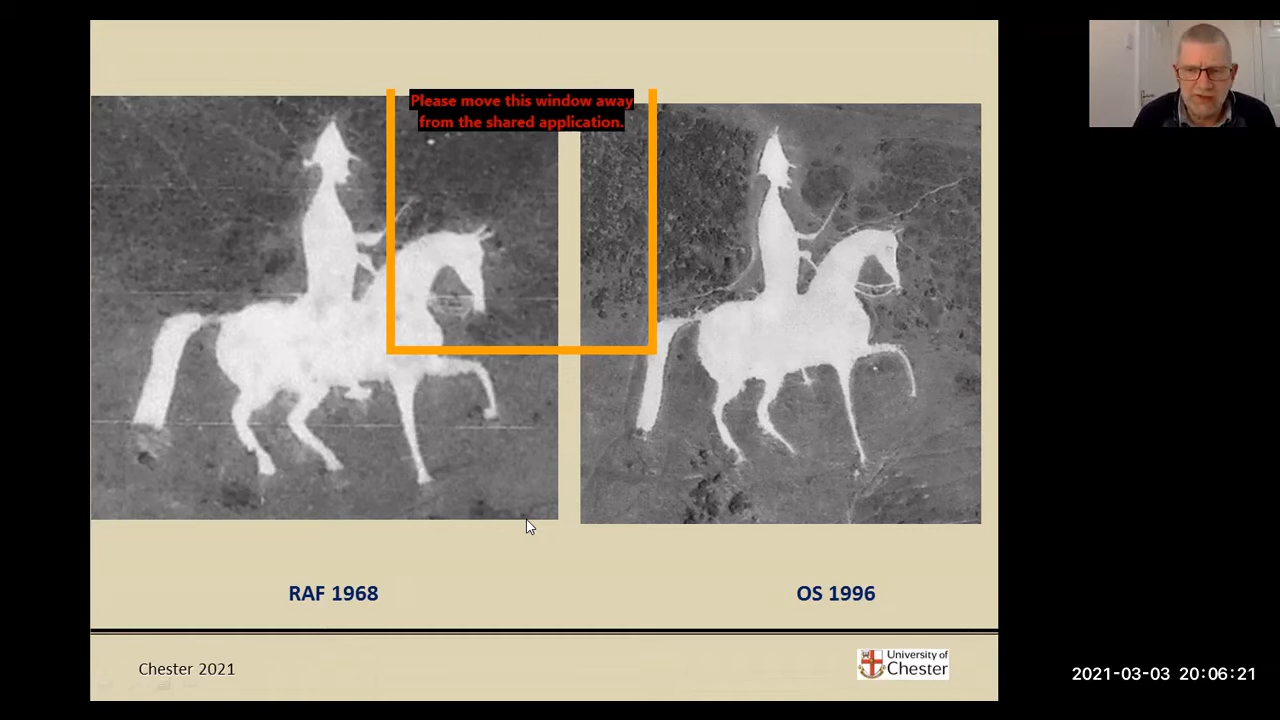 Please move this window away
from the shared application.
RAF 1968
OS 1996
Chester 2021
University of
Chester
2021-03-03 20:06:21